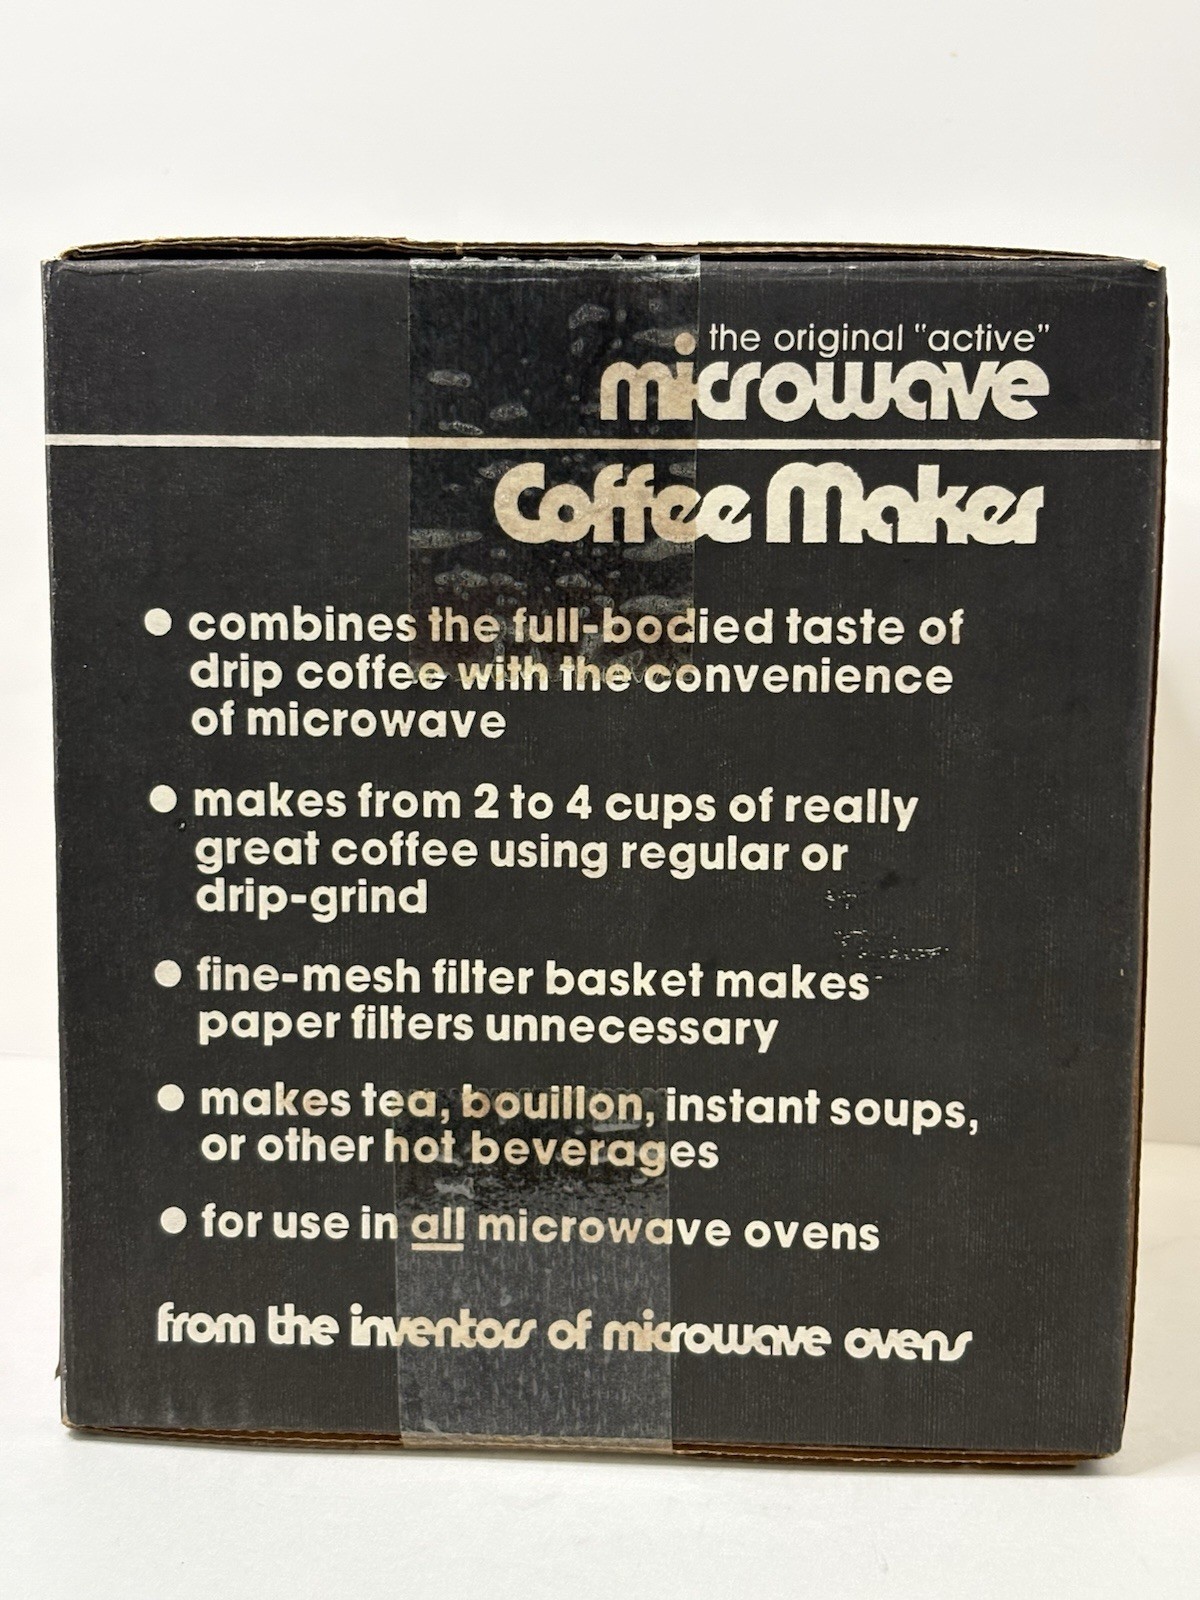 the original "active"
microwave
Coffee Maker
● combines the full-bodied taste of
drip coffee with the convenience
of microwave
● makes from 2 to 4 cups of really
great coffee using regular or
drip-grind
● fine-mesh filter basket makes
paper filters unnecessary
● makes tea, bouillon, instant soups,
or other hot beverages
● for use in all microwave ovens
from the inventors of microwave ovens